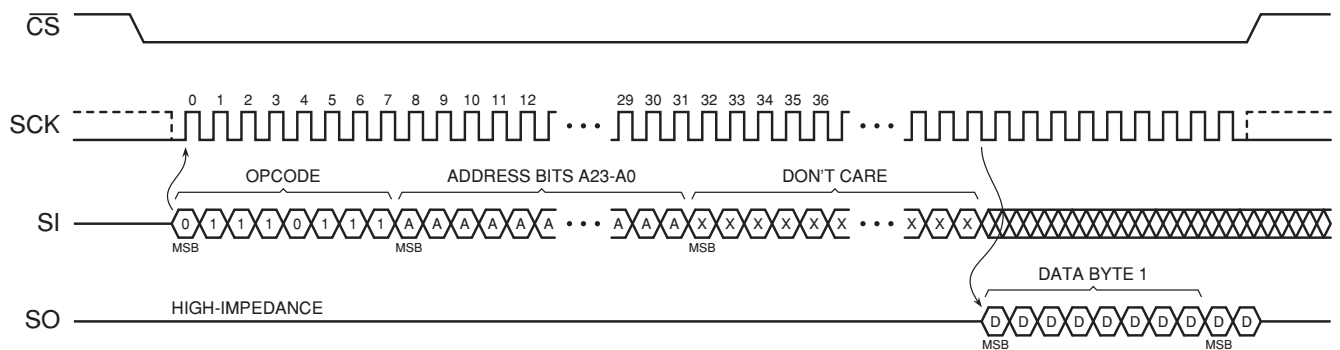 CS
0 1 2 3 4 5 6 7 8 9 10 11 12 29 30 31 32 33 34 35 36
SCK
OPCODE ADDRESS BITS A23-A0 DON'T CARE
SI 0 1 1 1 0 1 1 1 A A A A A A A A A X X X X X X X X X
MSB MSB MSB
DATA BYTE 1
HIGH-IMPEDANCE
SO D D D D D D D D D D
MSB MSB